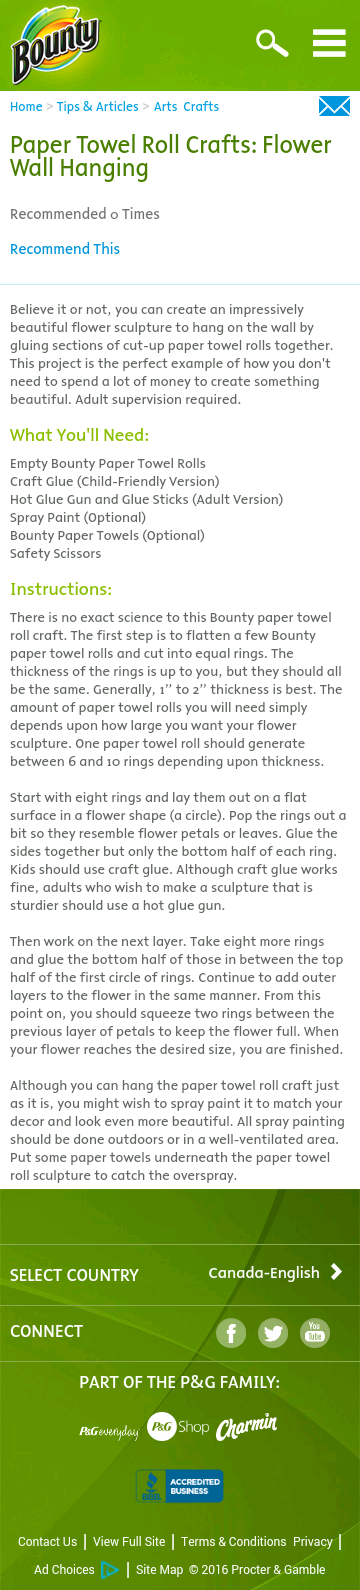 Bounty
Home > Tips & Articles > Arts Crafts
Paper Towel Roll Crafts: Flower
Wall Hanging
Recommended 0 Times
Recommend This
Believe it or not, you can create an impressively
beautiful flower sculpture to hang on the wall by
gluing sections of cut-up paper towel rolls together.
This project is the perfect example of how you don't
need to spend a lot of money to create something
beautiful. Adult supervision required.
What You'll Need:
Empty Bounty Paper Towel Rolls
Craft Glue (Child-Friendly Version)
Hot Glue Gun and Glue Sticks (Adult Version)
Spray Paint (Optional)
Bounty Paper Towels (Optional)
Safety Scissors
Instructions:
There is no exact science to this Bounty paper towel
roll craft. The first step is to flatten a few Bounty
paper towel rolls and cut into equal rings. The
thickness of the rings is up to you, but they should all
be the same. Generally, 1” to 2” thickness is best. The
amount of paper towel rolls you will need simply
depends upon how large you want your flower
sculpture. One paper towel roll should generate
between 6 and 10 rings depending upon thickness.
Start with eight rings and lay them out on a flat
surface in a flower shape (a circle). Pop the rings out a
bit so they resemble flower petals or leaves. Glue the
sides together but only the bottom half of each ring.
Kids should use craft glue. Although craft glue works
fine, adults who wish to make a sculpture that is
sturdier should use a hot glue gun.
Then work on the next layer. Take eight more rings
and glue the bottom half of those in between the top
half of the first circle of rings. Continue to add outer
layers to the flower in the same manner. From this
point on, you should squeeze two rings between the
previous layer of petals to keep the flower full. When
your flower reaches the desired size, you are finished.
Although you can hang the paper towel roll craft just
as it is, you might wish to spray paint it to match your
decor and look even more beautiful. All spray painting
should be done outdoors or in a well-ventilated area.
Put some paper towels underneath the paper towel
roll sculpture to catch the overspray.
SELECT COUNTRY Canada-English
CONNECT f You Tube
PART OF THE P&G FAMILY:
P&G everyday P&G Shop Charmin
BBB ACCREDITED BUSINESS
Contact Us | View Full Site | Terms & Conditions Privacy |
Ad Choices | Site Map © 2016 Procter & Gamble